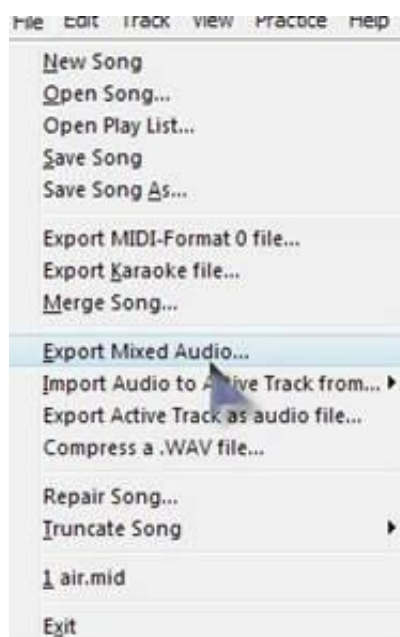 File Edit Track View Practice Help
New Song
Open Song...
Open Play List...
Save Song
Save Song As...
Export MIDI-Format 0 file...
Export Karaoke file...
Merge Song...
Export Mixed Audio...
Import Audio to Active Track from...
Export Active Track as audio file...
Compress a .WAV file...
Repair Song...
Truncate Song
1 air.mid
Exit